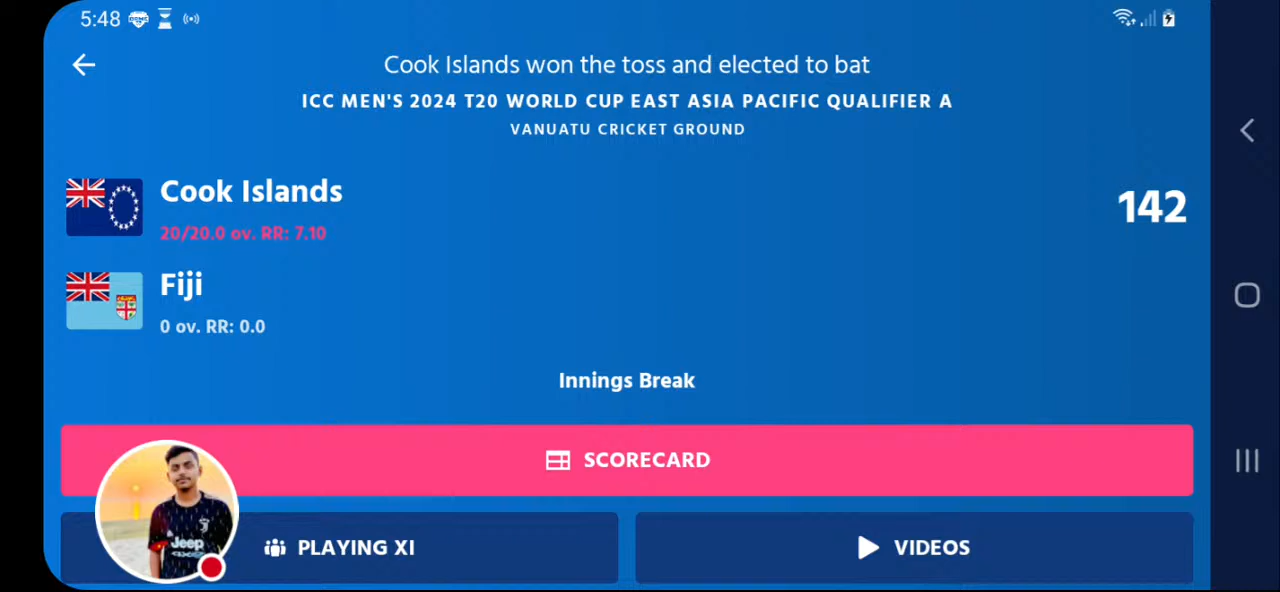 5:48
Cook Islands won the toss and elected to bat
ICC MEN'S 2024 T20 WORLD CUP EAST ASIA PACIFIC QUALIFIER A
VANUATU CRICKET GROUND
Cook Islands
142
20/20.0 ov. RR: 7.10
Fiji
0 ov. RR: 0.0
Innings Break
SCORECARD
PLAYING XI
VIDEOS
Jeep